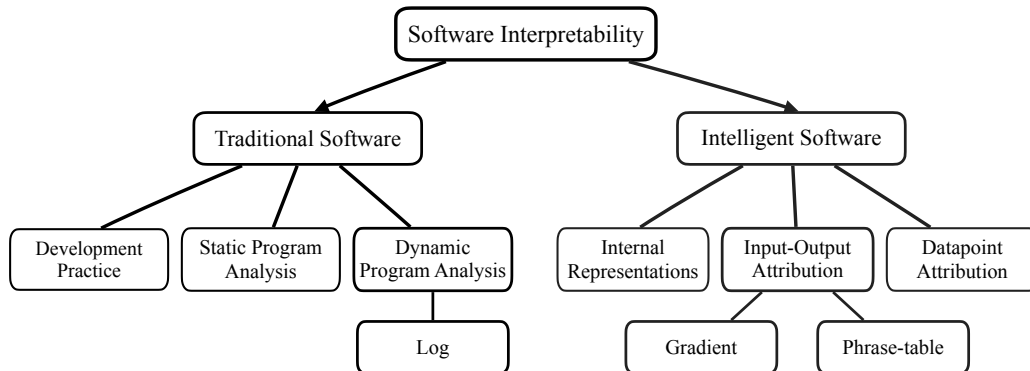 Software Interpretability
Traditional Software
Intelligent Software
Development
Practice
Static Program
Analysis
Dynamic
Program Analysis
Internal
Representations
Input-Output
Attribution
Datapoint
Attribution
Log
Gradient
Phrase-table